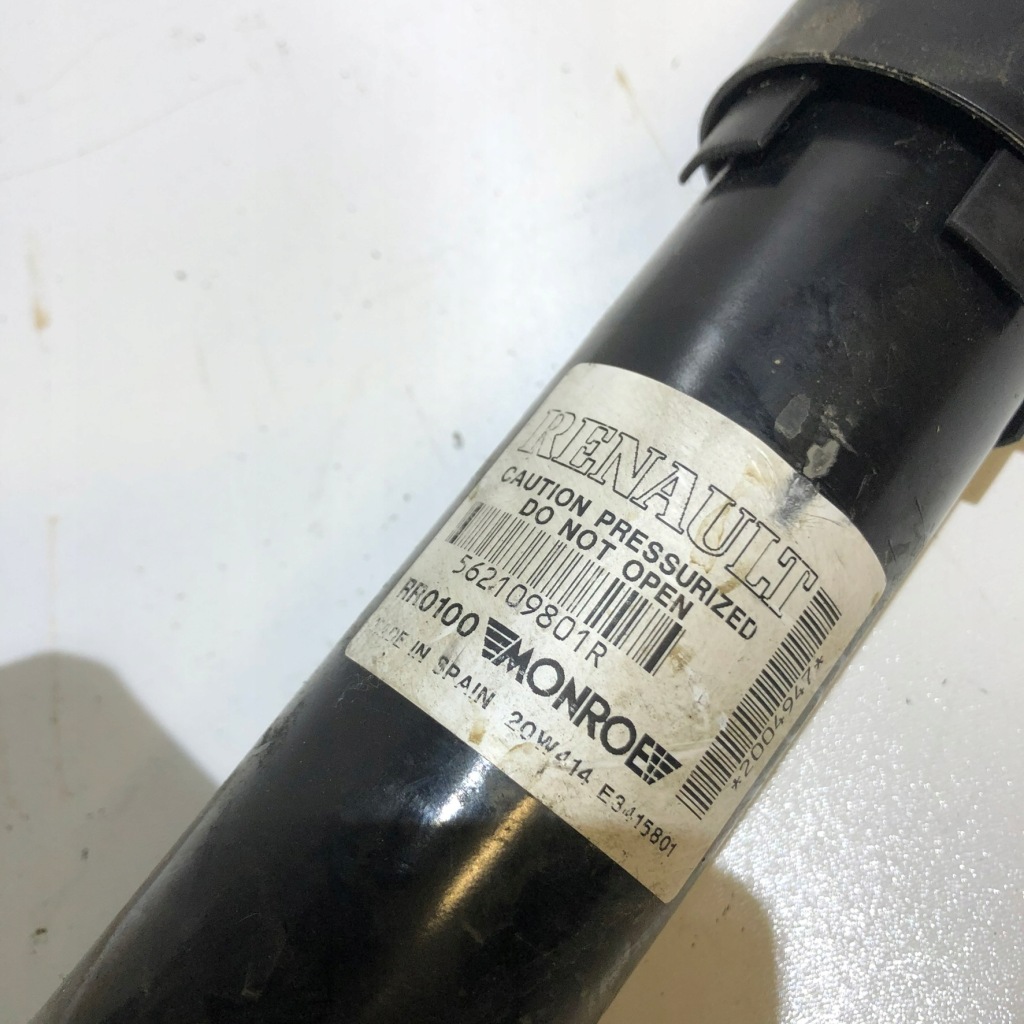 RENAULT
CAUTION PRESSURIZED
DO NOT OPEN
562109801R
RR0100 MONROE
MADE IN SPAIN 20W414 E3415801
*2004947*